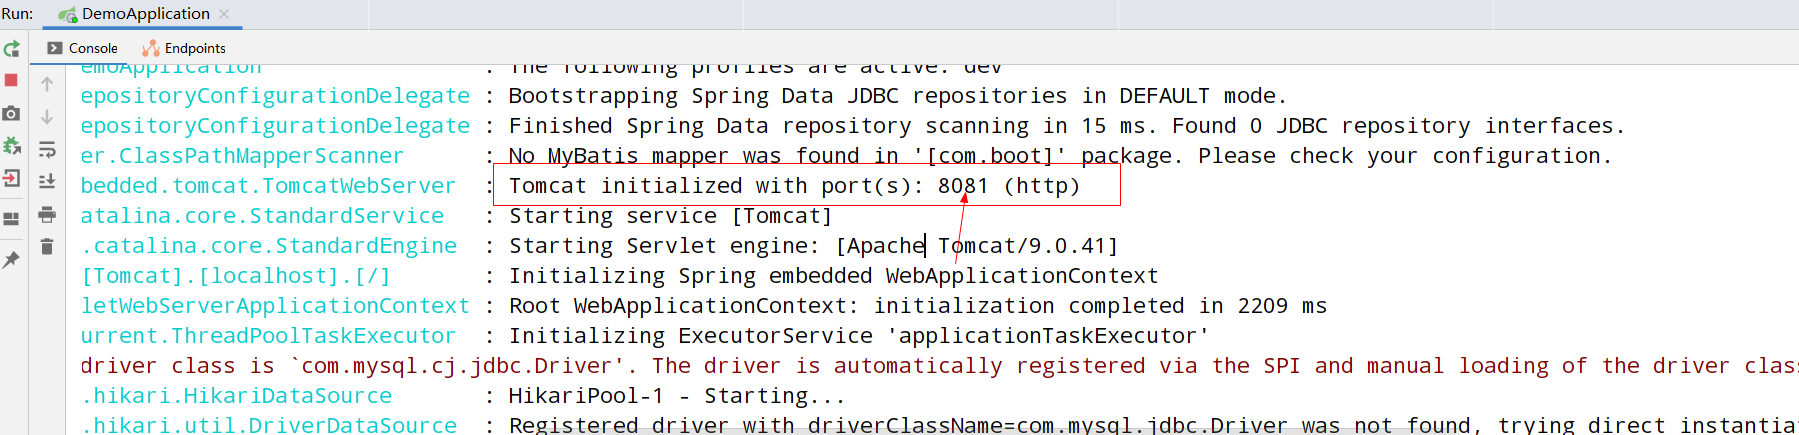 Run: DemoApplication ×
Console Endpoints
emoApplication : The following profiles are active: dev
epositoryConfigurationDelegate : Bootstrapping Spring Data JDBC repositories in DEFAULT mode.
epositoryConfigurationDelegate : Finished Spring Data repository scanning in 15 ms. Found 0 JDBC repository interfaces.
er.ClassPathMapperScanner : No MyBatis mapper was found in '[com.boot]' package. Please check your configuration.
bedded.tomcat.TomcatWebServer : Tomcat initialized with port(s): 8081 (http)
atalina.core.StandardService : Starting service [Tomcat]
.catalina.core.StandardEngine : Starting Servlet engine: [Apache Tomcat/9.0.41]
[Tomcat].[localhost].[/] : Initializing Spring embedded WebApplicationContext
letWebServerApplicationContext : Root WebApplicationContext: initialization completed in 2209 ms
urrent.ThreadPoolTaskExecutor : Initializing ExecutorService 'applicationTaskExecutor'
driver class is `com.mysql.cj.jdbc.Driver'. The driver is automatically registered via the SPI and manual loading of the driver clas
.hikari.HikariDataSource : HikariPool-1 - Starting...
.hikari.util.DriverDataSource : Registered driver with driverClassName=com.mysql.jdbc.Driver was not found, trying direct instantia